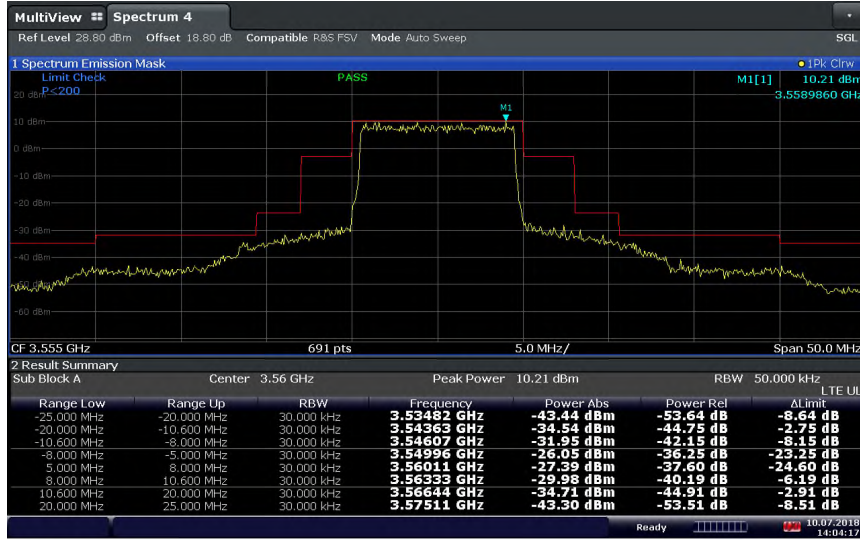 MultiView Spectrum 4
Ref Level 28.80 dBm Offset 18.80 dB Compatible R&S FSV Mode Auto Sweep SGL
1 Spectrum Emission Mask 1Pk Clrw
Limit Check PASS M1[1] 10.21 dBm
P<200 3.5589860 GHz
20 dBm
M1
10 dBm
0 dBm
-10 dBm
-20 dBm
-30 dBm
-40 dBm
-60 dBm
CF 3.555 GHz 691 pts 5.0 MHz/ Span 50.0 MHz
2 Result Summary
Sub Block A Center 3.56 GHz Peak Power 10.21 dBm RBW 50.000 kHz
LTE UL
Range Low Range Up RBW Frequency Power Abs Power Rel ΔLimit
-25.000 MHz -20.000 MHz 30.000 kHz 3.53482 GHz -43.44 dBm -53.64 dB -8.64 dB
-20.000 MHz -10.600 MHz 30.000 kHz 3.54363 GHz -34.54 dBm -44.75 dB -2.75 dB
-10.600 MHz -8.000 MHz 30.000 kHz 3.54607 GHz -31.95 dBm -42.15 dB -8.15 dB
-8.000 MHz -5.000 MHz 30.000 kHz 3.54996 GHz -26.05 dBm -36.25 dB -23.25 dB
5.000 MHz 8.000 MHz 30.000 kHz 3.56011 GHz -27.39 dBm -37.60 dB -24.60 dB
8.000 MHz 10.600 MHz 30.000 kHz 3.56333 GHz -29.98 dBm -40.19 dB -6.19 dB
10.600 MHz 20.000 MHz 30.000 kHz 3.56644 GHz -34.71 dBm -44.91 dB -2.91 dB
20.000 MHz 25.000 MHz 30.000 kHz 3.57511 GHz -43.30 dBm -53.51 dB -8.51 dB
Ready 10.07.2018
14:04:17